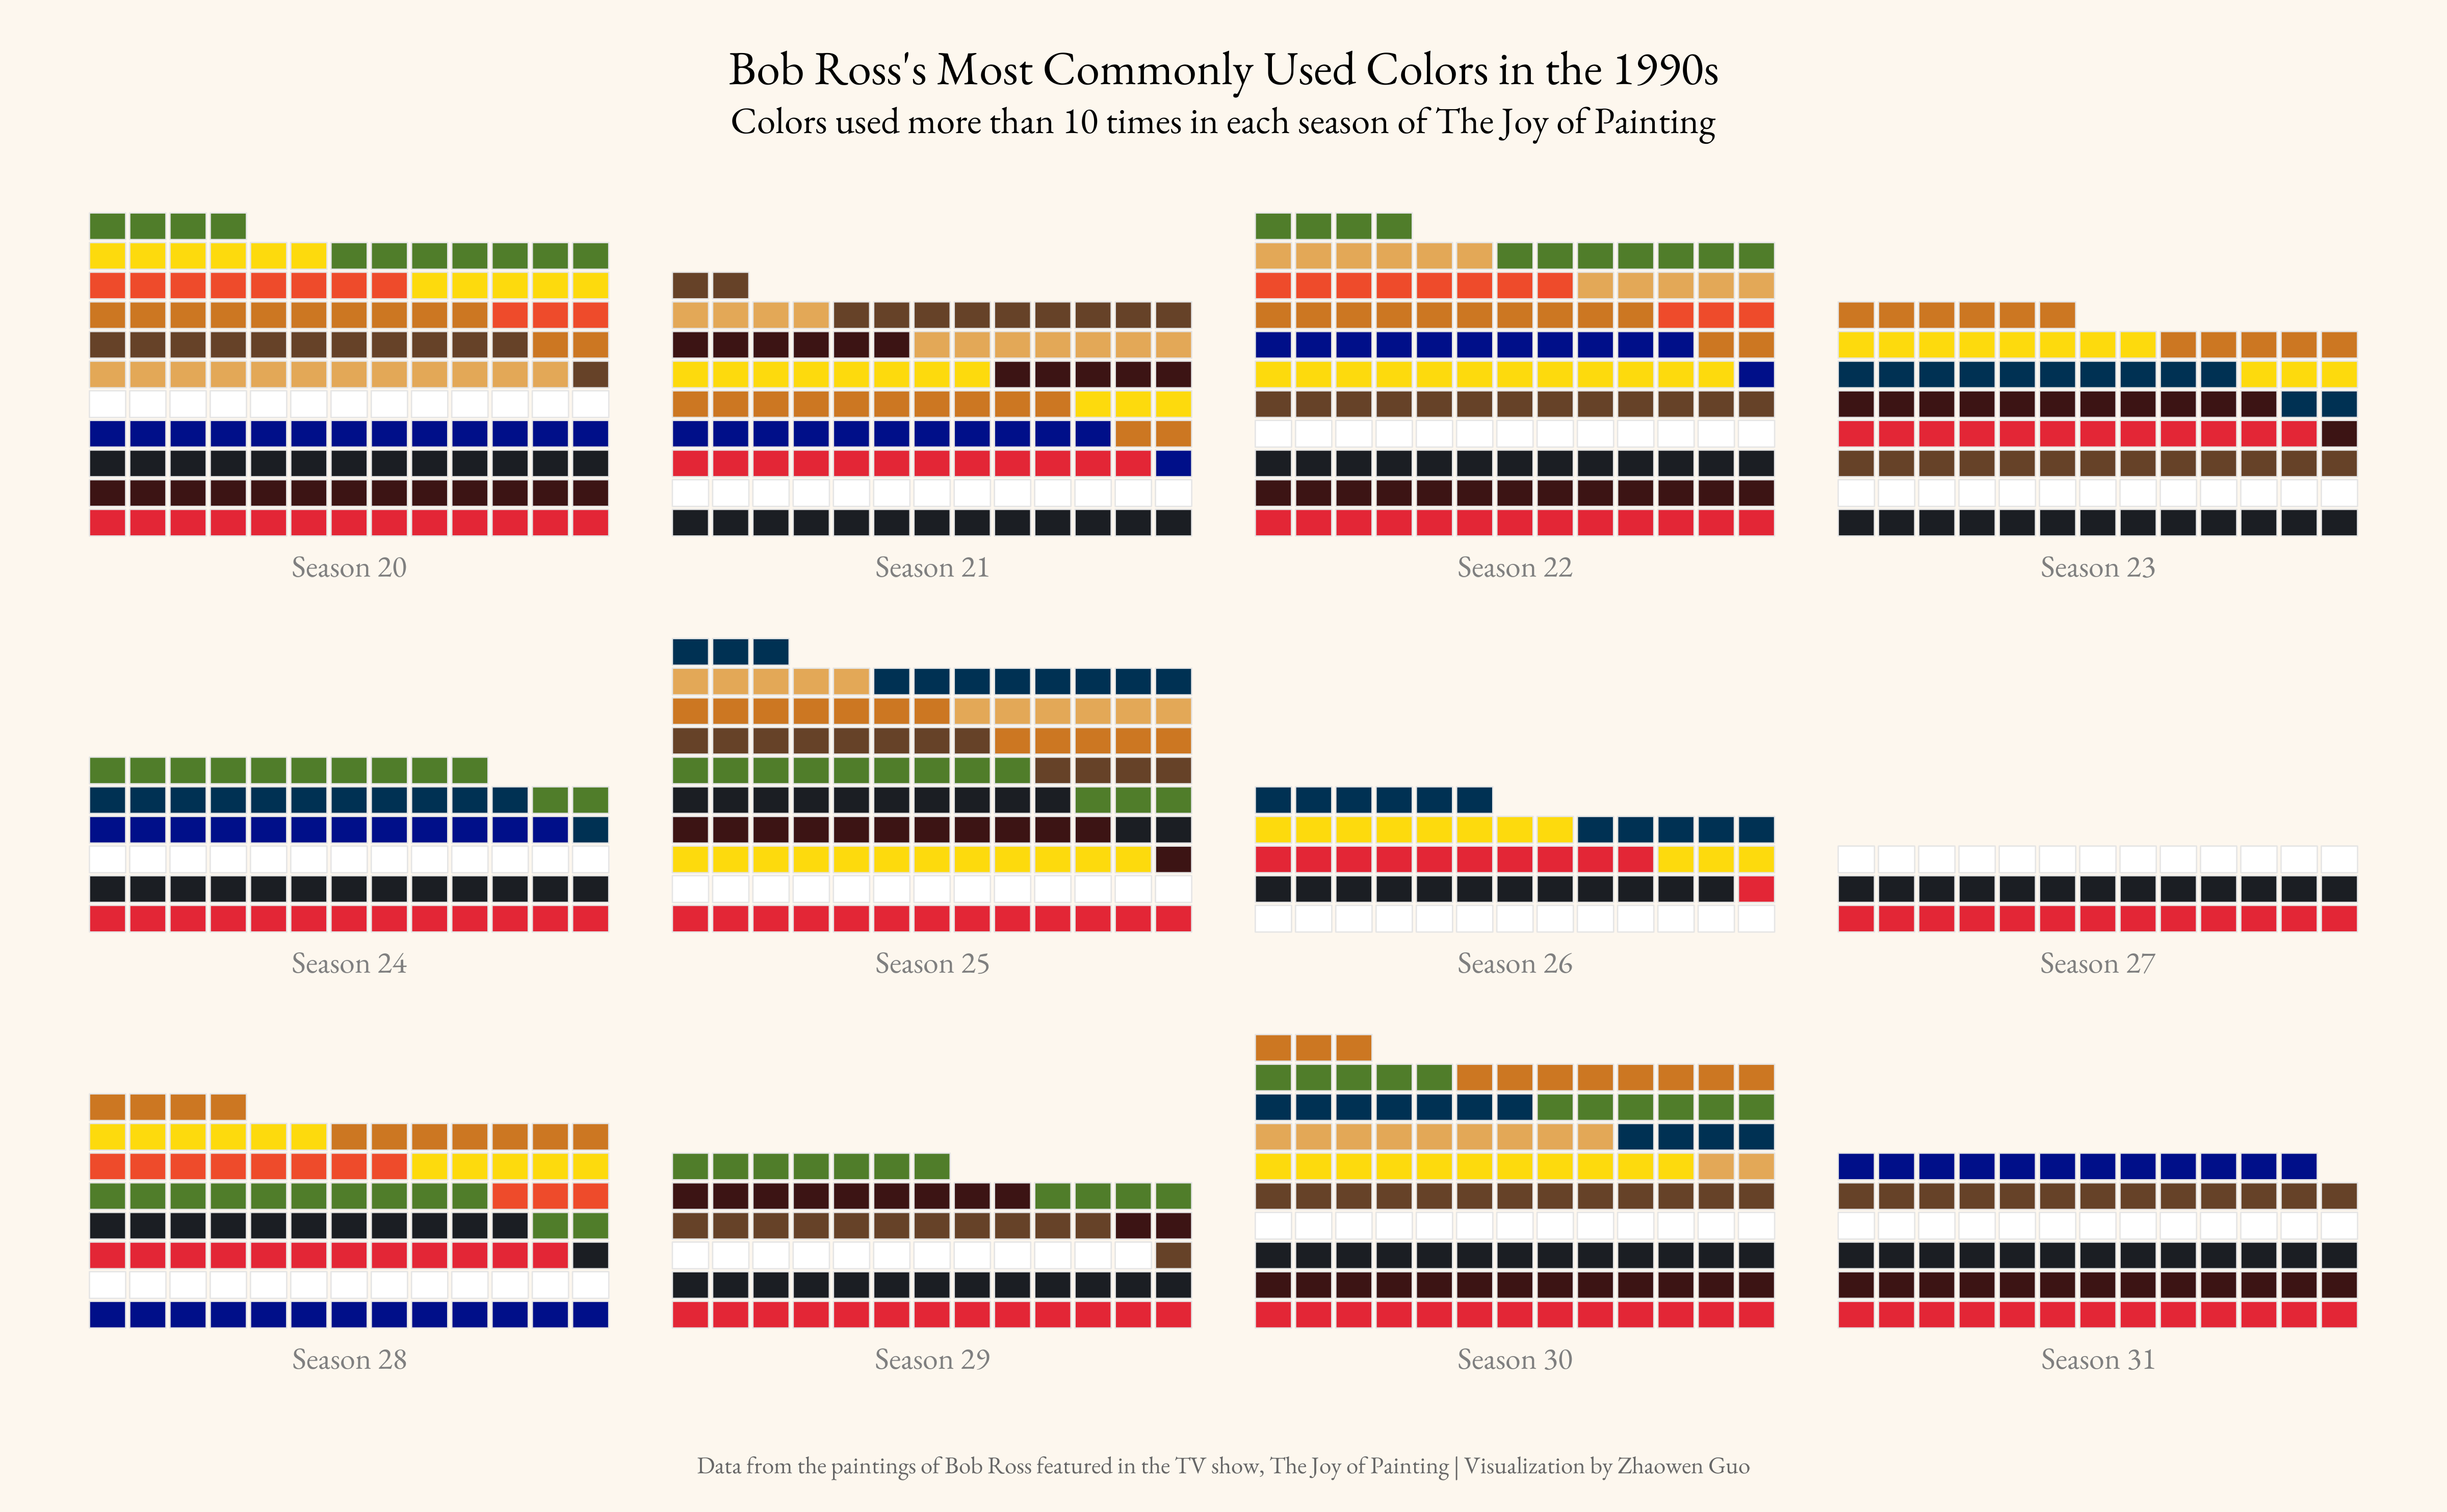 Bob Ross's Most Commonly Used Colors in the 1990s
Colors used more than 10 times in each season of The Joy of Painting
Season 20
Season 21
Season 22
Season 23
Season 24
Season 25
Season 26
Season 27
Season 28
Season 29
Season 30
Season 31
Data from the paintings of Bob Ross featured in the TV show, The Joy of Painting | Visualization by Zhaowen Guo